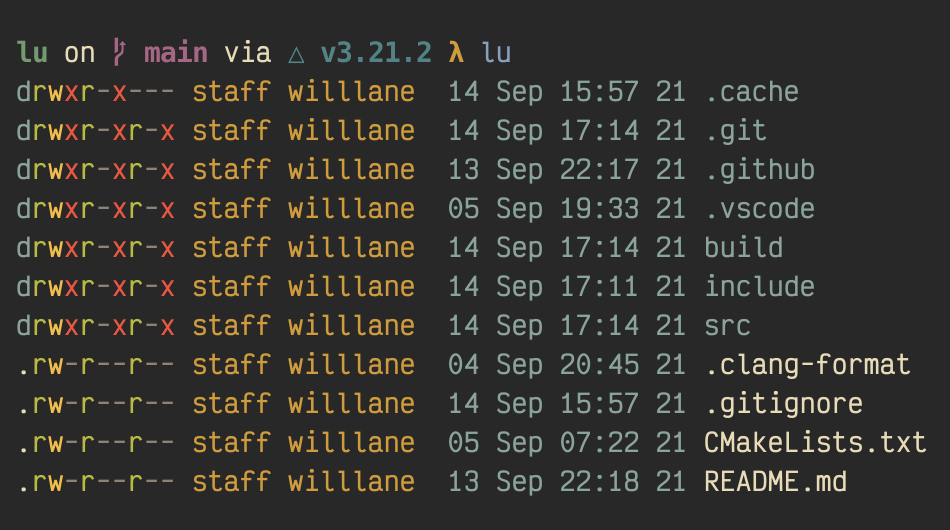 lu on main via △ v3.21.2 λ lu
drwxr-x--- staff willlane 14 Sep 15:57 21 .cache
drwxr-xr-x staff willlane 14 Sep 17:14 21 .git
drwxr-xr-x staff willlane 13 Sep 22:17 21 .github
drwxr-xr-x staff willlane 05 Sep 19:33 21 .vscode
drwxr-xr-x staff willlane 14 Sep 17:14 21 build
drwxr-xr-x staff willlane 14 Sep 17:11 21 include
drwxr-xr-x staff willlane 14 Sep 17:14 21 src
.rw-r--r-- staff willlane 04 Sep 20:45 21 .clang-format
.rw-r--r-- staff willlane 14 Sep 15:57 21 .gitignore
.rw-r--r-- staff willlane 05 Sep 07:22 21 CMakeLists.txt
.rw-r--r-- staff willlane 13 Sep 22:18 21 README.md